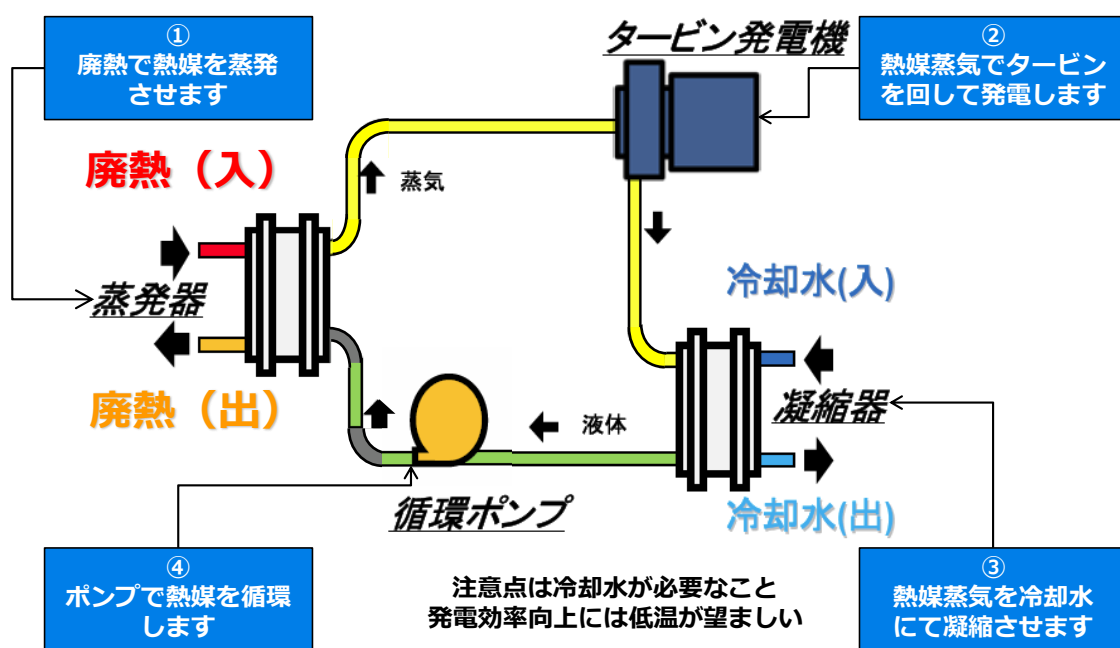 ①
廃熱で熱媒を蒸発
させます
タービン発電機
②
熱媒蒸気でタービン
を回して発電します
廃熱（入）
蒸気
蒸発器
冷却水(入)
廃熱（出）
凝縮器
液体
循環ポンプ
冷却水(出)
④
ポンプで熱媒を循環
します
注意点は冷却水が必要なこと
発電効率向上には低温が望ましい
③
熱媒蒸気を冷却水
にて凝縮させます